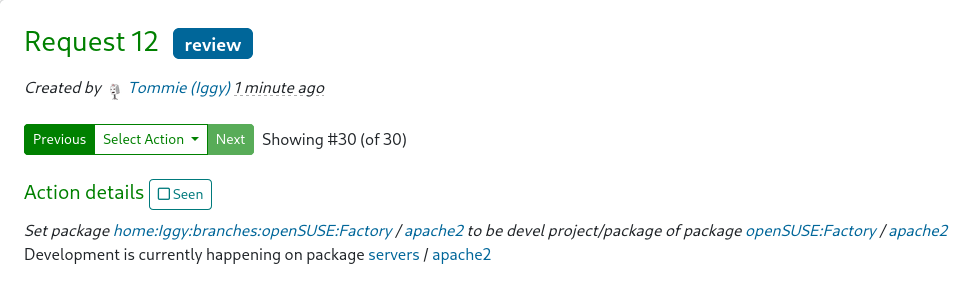 Request 12 review
Created by Tommie (Iggy) 1 minute ago
Previous Select Action Next Showing #30 (of 30)
Action details Seen
Set package home:Iggy:branches:openSUSE:Factory / apache2 to be devel project/package of package openSUSE:Factory / apache2
Development is currently happening on package servers / apache2